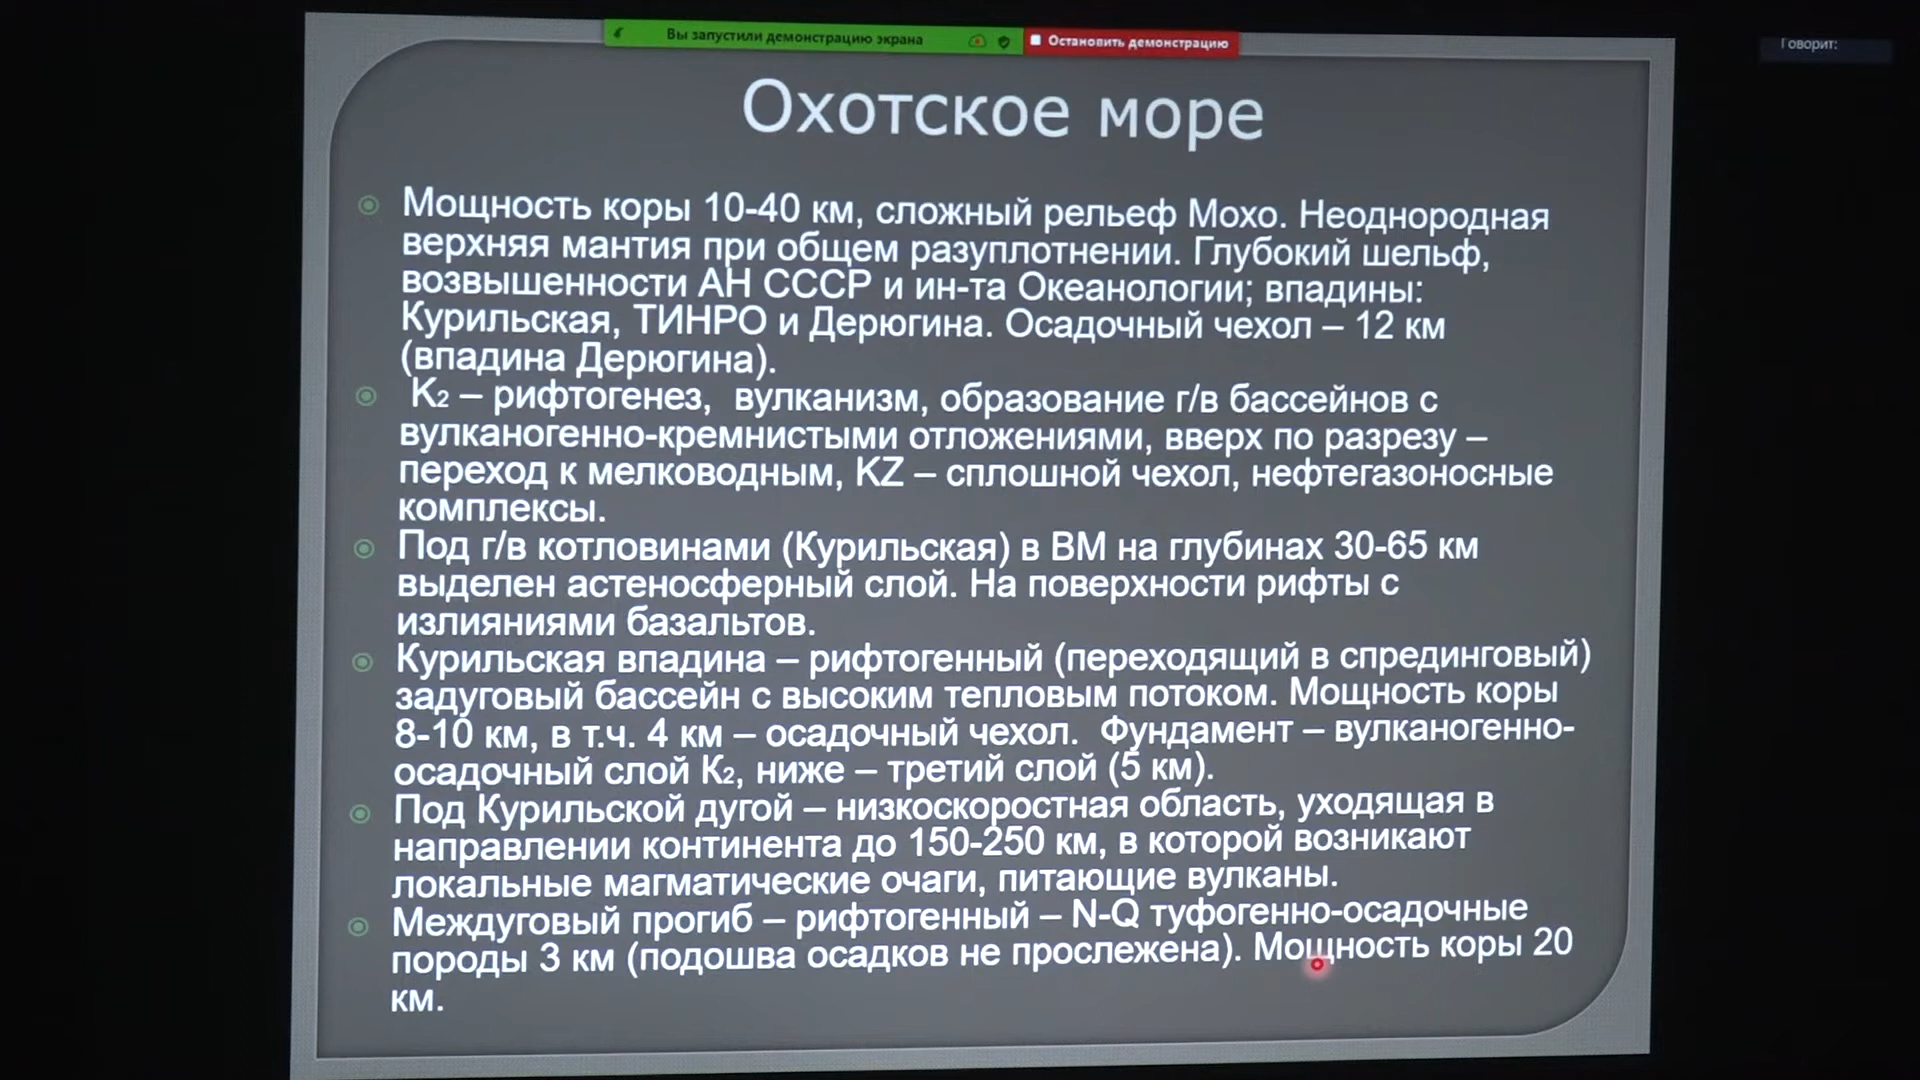 Вы запустили демонстрацию экрана
Остановить демонстрацию
Говорит:
Охотское море
Мощность коры 10-40 км, сложный рельеф Мохо. Неоднородная
верхняя мантия при общем разуплотнении. Глубокий шельф,
возвышенности АН СССР и ин-та Океанологии; впадины:
Курильская, ТИНРО и Дерюгина. Осадочный чехол – 12 км
(впадина Дерюгина).
К₂ – рифтогенез, вулканизм, образование г/в бассейнов с
вулканогенно-кремнистыми отложениями, вверх по разрезу –
переход к мелководным, KZ – сплошной чехол, нефтегазоносные
комплексы.
Под г/в котловинами (Курильская) в ВМ на глубинах 30-65 км
выделен астеносферный слой. На поверхности рифты с
излияниями базальтов.
Курильская впадина – рифтогенный (переходящий в спрединговый)
задуговый бассейн с высоким тепловым потоком. Мощность коры
8-10 км, в т.ч. 4 км – осадочный чехол. Фундамент – вулканогенно-
осадочный слой К₂, ниже – третий слой (5 км).
Под Курильской дугой – низкоскоростная область, уходящая в
направлении континента до 150-250 км, в которой возникают
локальные магматические очаги, питающие вулканы.
Междуговый прогиб – рифтогенный – N-Q туфогенно-осадочные
породы 3 км (подошва осадков не прослежена). Мощность коры 20
км.